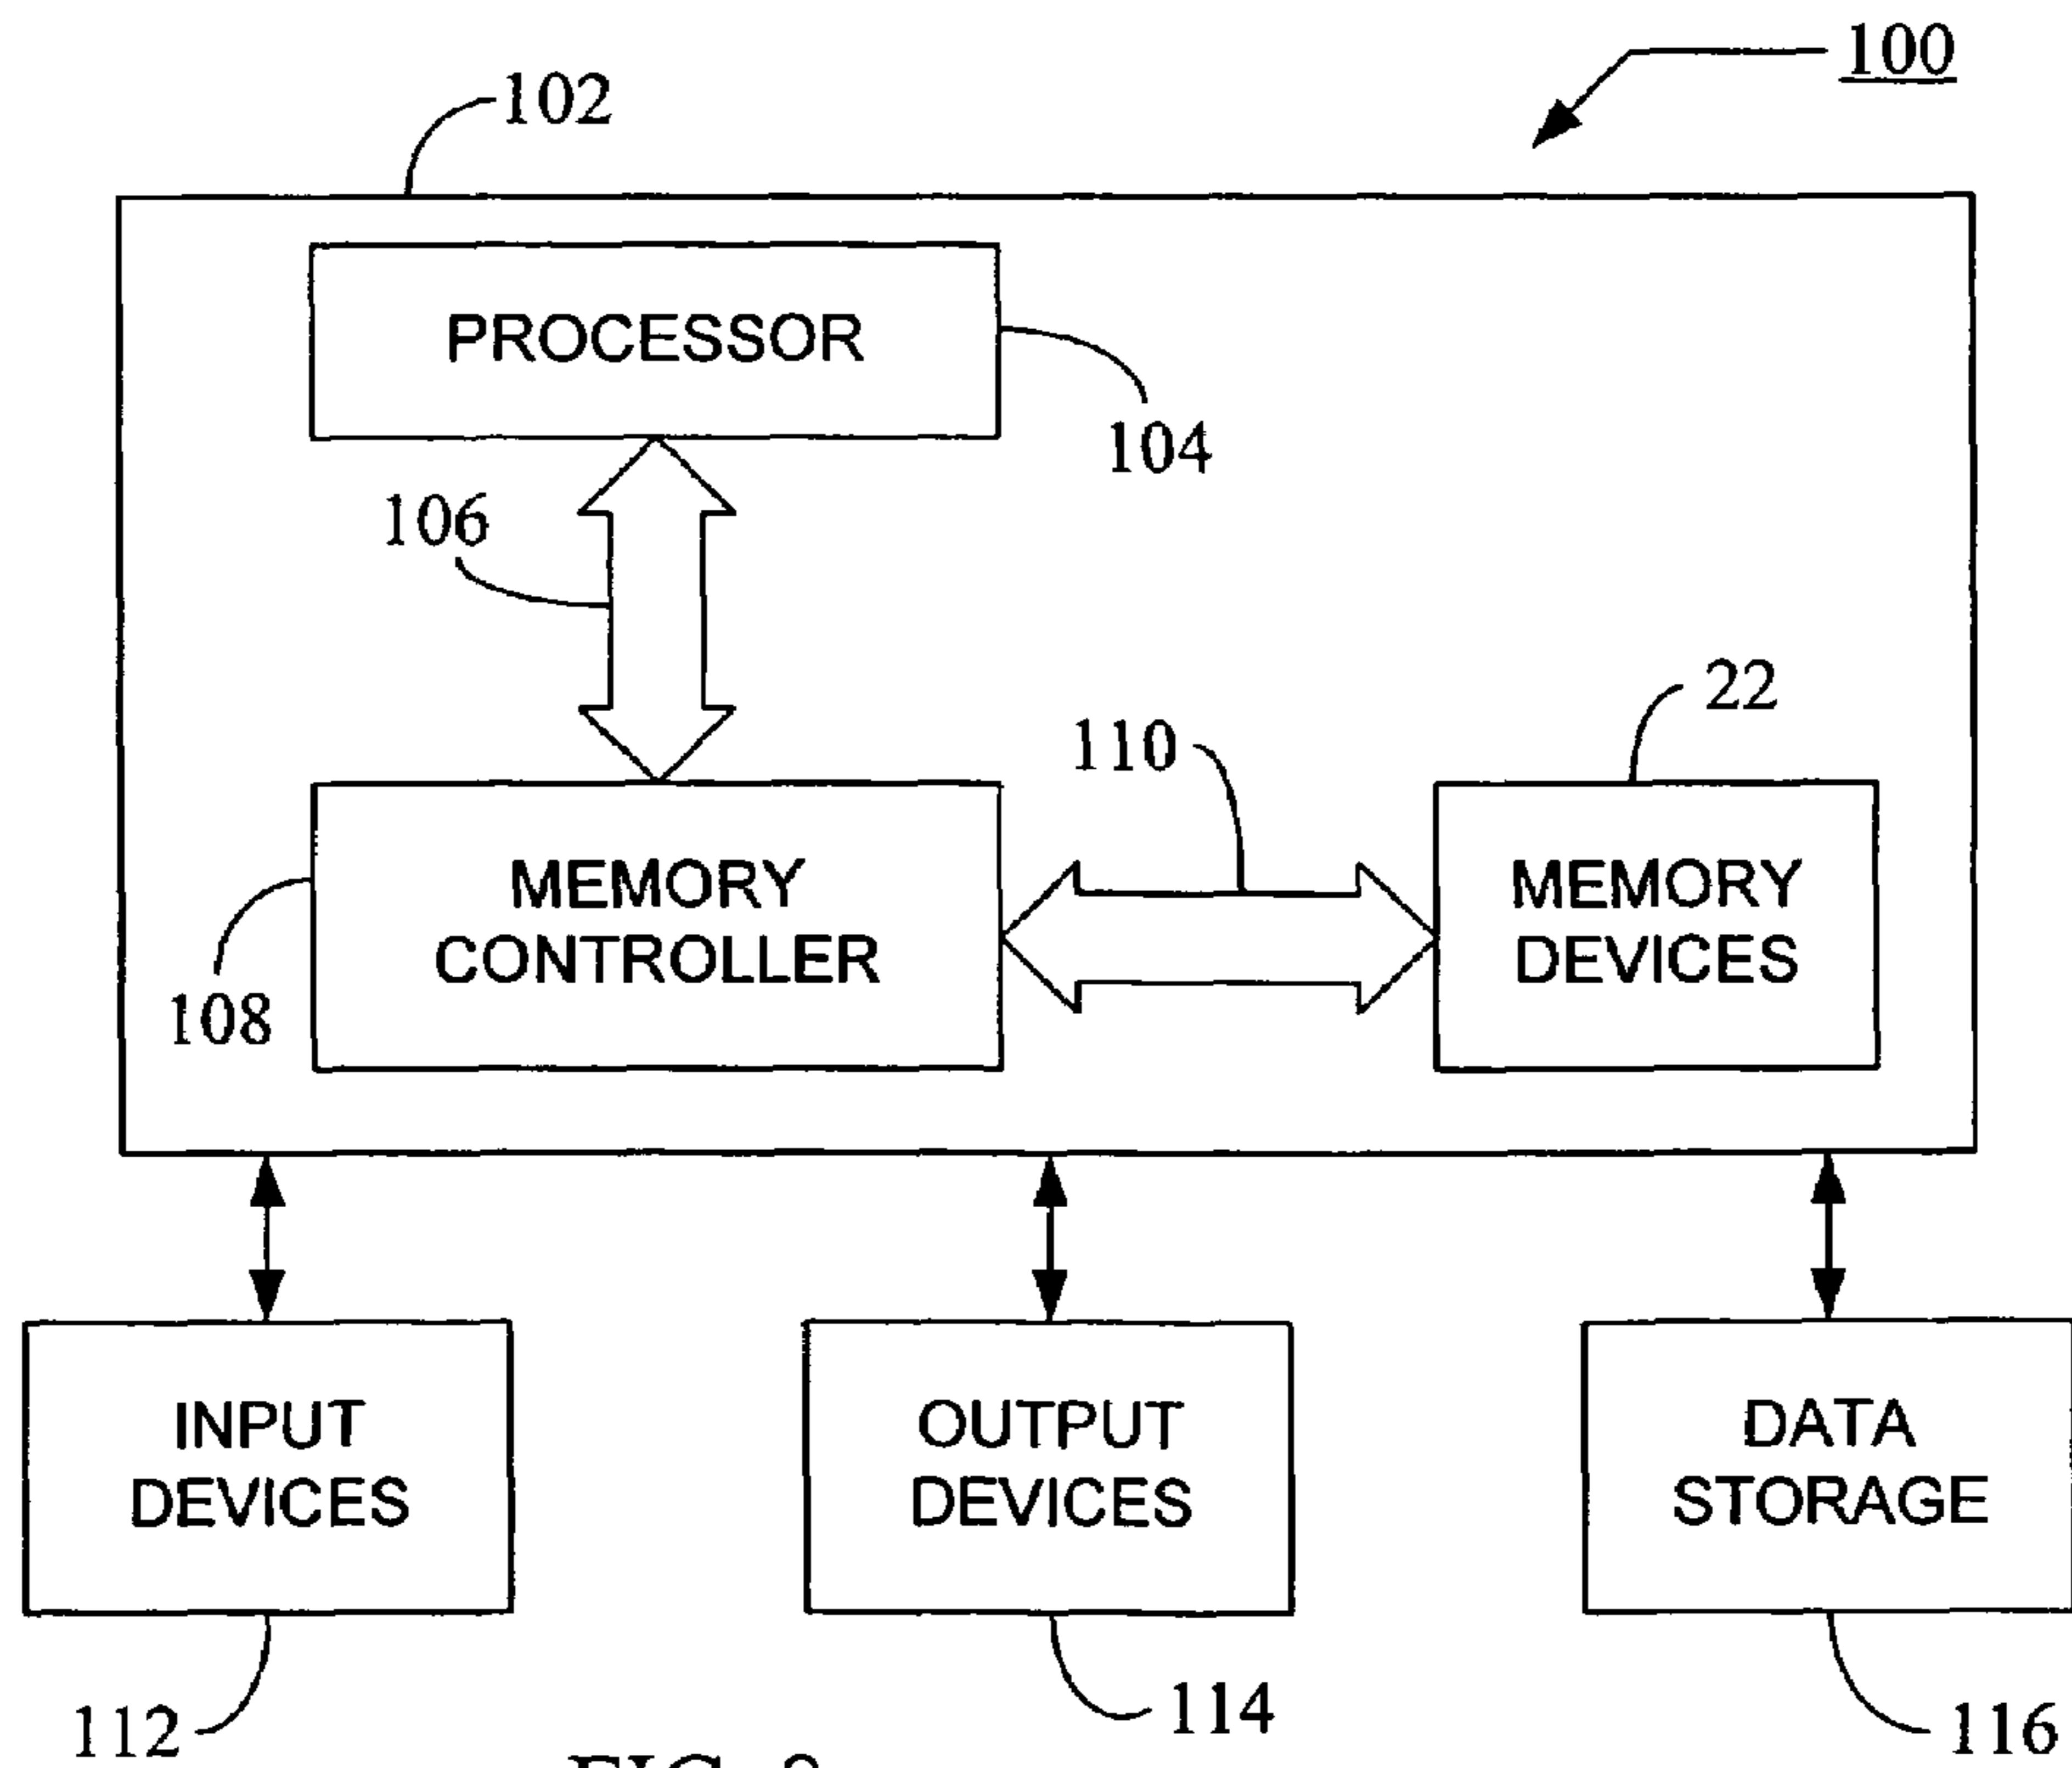 100
102
PROCESSOR
104
106
22
110
MEMORY
CONTROLLER
MEMORY
DEVICES
108
INPUT
DEVICES
OUTPUT
DEVICES
DATA
STORAGE
112
114
116
FIG.